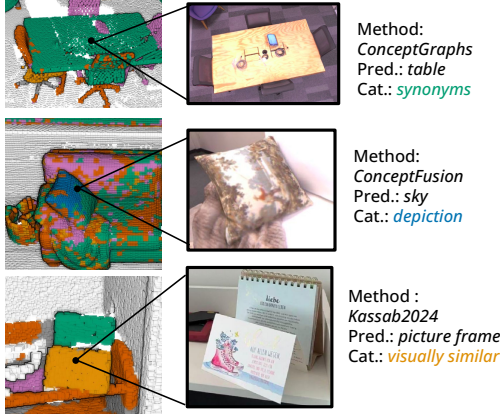 Method:
ConceptGraphs
Pred.: table
Cat.: synonyms
Method:
ConceptFusion
Pred.: sky
Cat.: depiction
Method :
Kassab2024
Pred.: picture frame
Cat.: visually similar